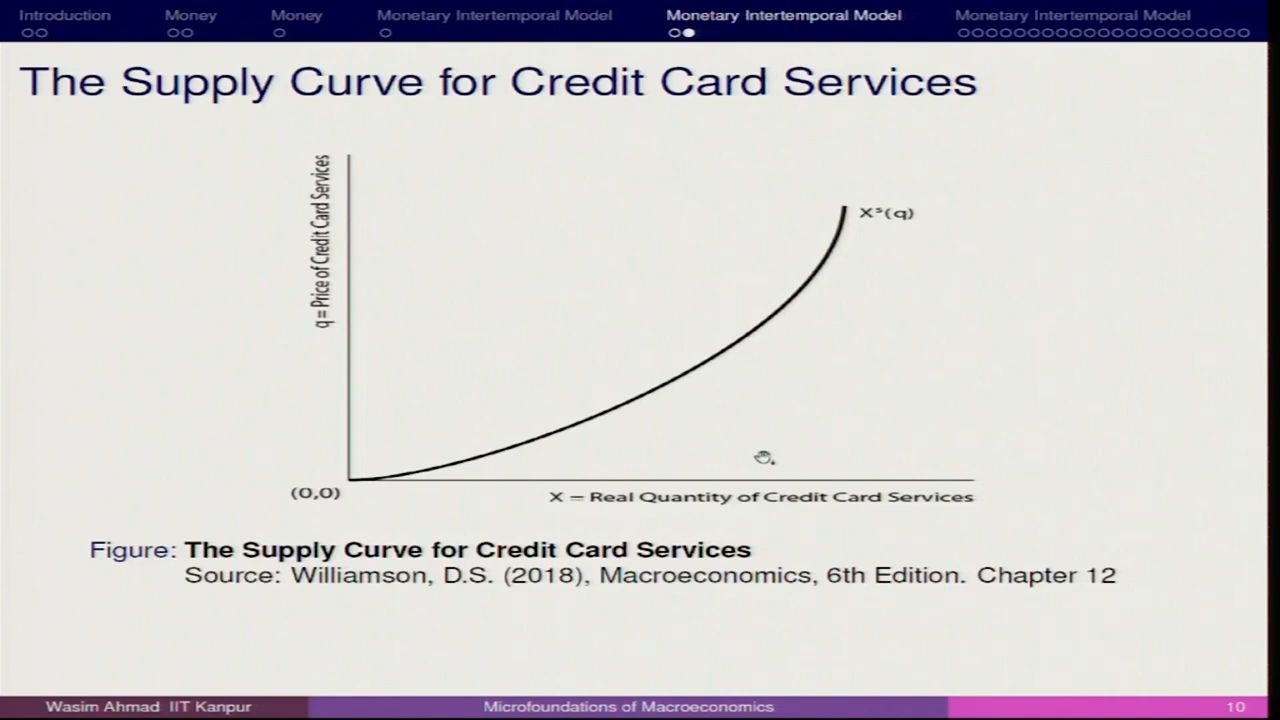 Introduction Money Money Monetary Intertemporal Model Monetary Intertemporal Model Monetary Intertemporal Model
The Supply Curve for Credit Card Services
q = Price of Credit Card Services
Xˢ(q)
(0,0)
X = Real Quantity of Credit Card Services
Figure: The Supply Curve for Credit Card Services
Source: Williamson, D.S. (2018), Macroeconomics, 6th Edition. Chapter 12
Wasim Ahmad IIT Kanpur Microfoundations of Macroeconomics 10